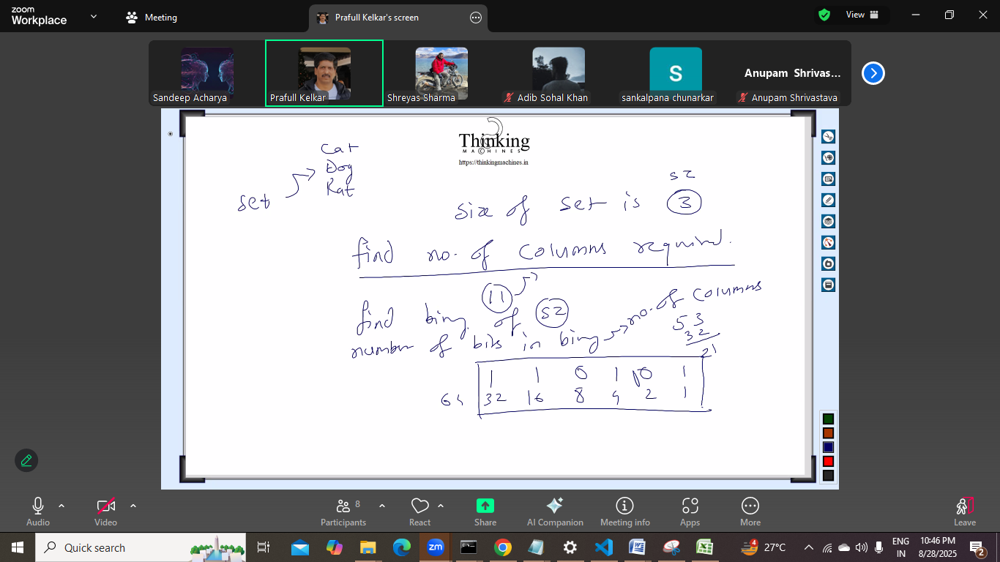 zoom
Workplace
Meeting
Prafull Kelkar's screen
View
Sandeep Acharya
Prafull Kelkar
Shreyas Sharma
Adib Sohal Khan
S
sankalpana chunarkar
Anupam Shrivas...
Anupam Shrivastava
Thinking
MACHINES
https://thinkingmachines.in
Cat
Dog
Rat
set
sz
size of set is 3
find no. of columns required.
11
find binry of sz
number of bits in binry
no. of columns
53
32
21
1 1 0 1 0 1
64 32 16 8 4 2 1
Audio
Video
Participants
8
React
Share
AI Companion
Meeting info
Apps
More
Leave
Quick search
zm
27°C
ENG
IN
10:46 PM
8/28/2025
4
2